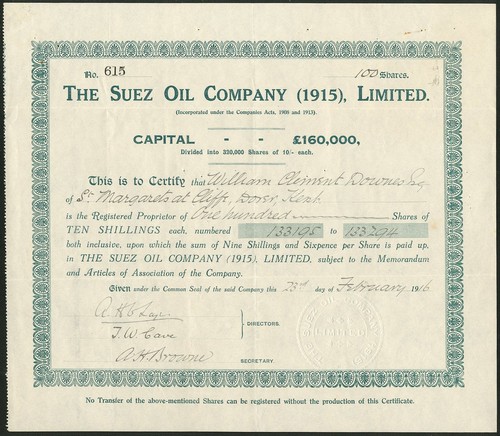 No. 615 100 Shares.
THE SUEZ OIL COMPANY (1915), LIMITED.
(Incorporated under the Companies Acts, 1908 and 1913).
CAPITAL - - £160,000,
Divided into 320,000 Shares of 10/- each.
This is to Certify that William Clement Downes Esq
of St Margarets at Cliffe, Dover, Kent
is the Registered Proprietor of One hundred Shares of
TEN SHILLINGS each, numbered 133195 to 133294
both inclusive, upon which the sum of Nine Shillings and Sixpence per Share is paid up,
in THE SUEZ OIL COMPANY (1915), LIMITED, subject to the Memorandum
and Articles of Association of the Company.
Given under the Common Seal of the said Company this 23rd day of February 1916
DIRECTORS.
T. W. Cave
A H Browne
SECRETARY.
No Transfer of the above-mentioned Shares can be registered without the production of this Certificate.